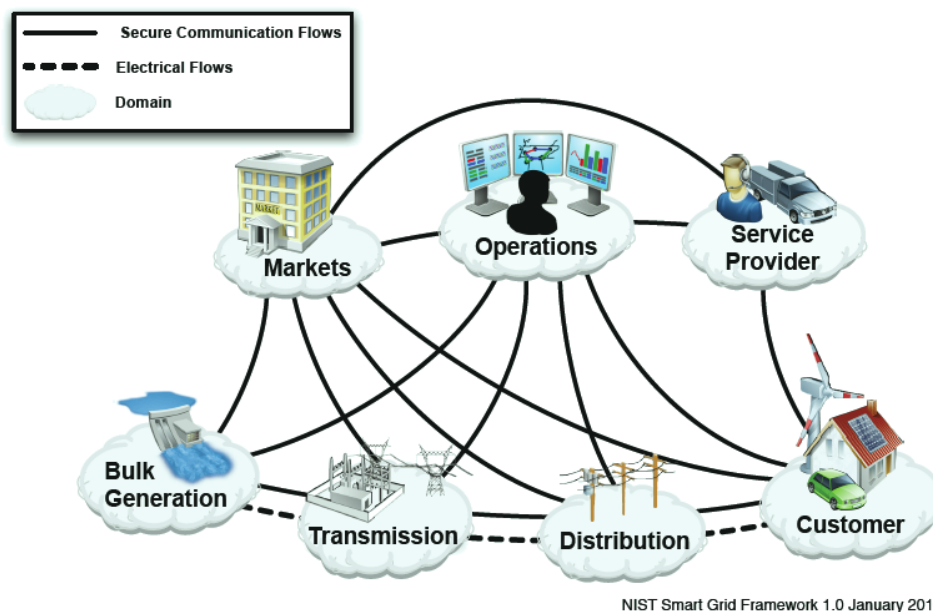 Secure Communication Flows
Electrical Flows
Domain
MARKET
Markets
Operations
Service
Provider
Bulk
Generation
Transmission
Distribution
Customer
NIST Smart Grid Framework 1.0 January 201